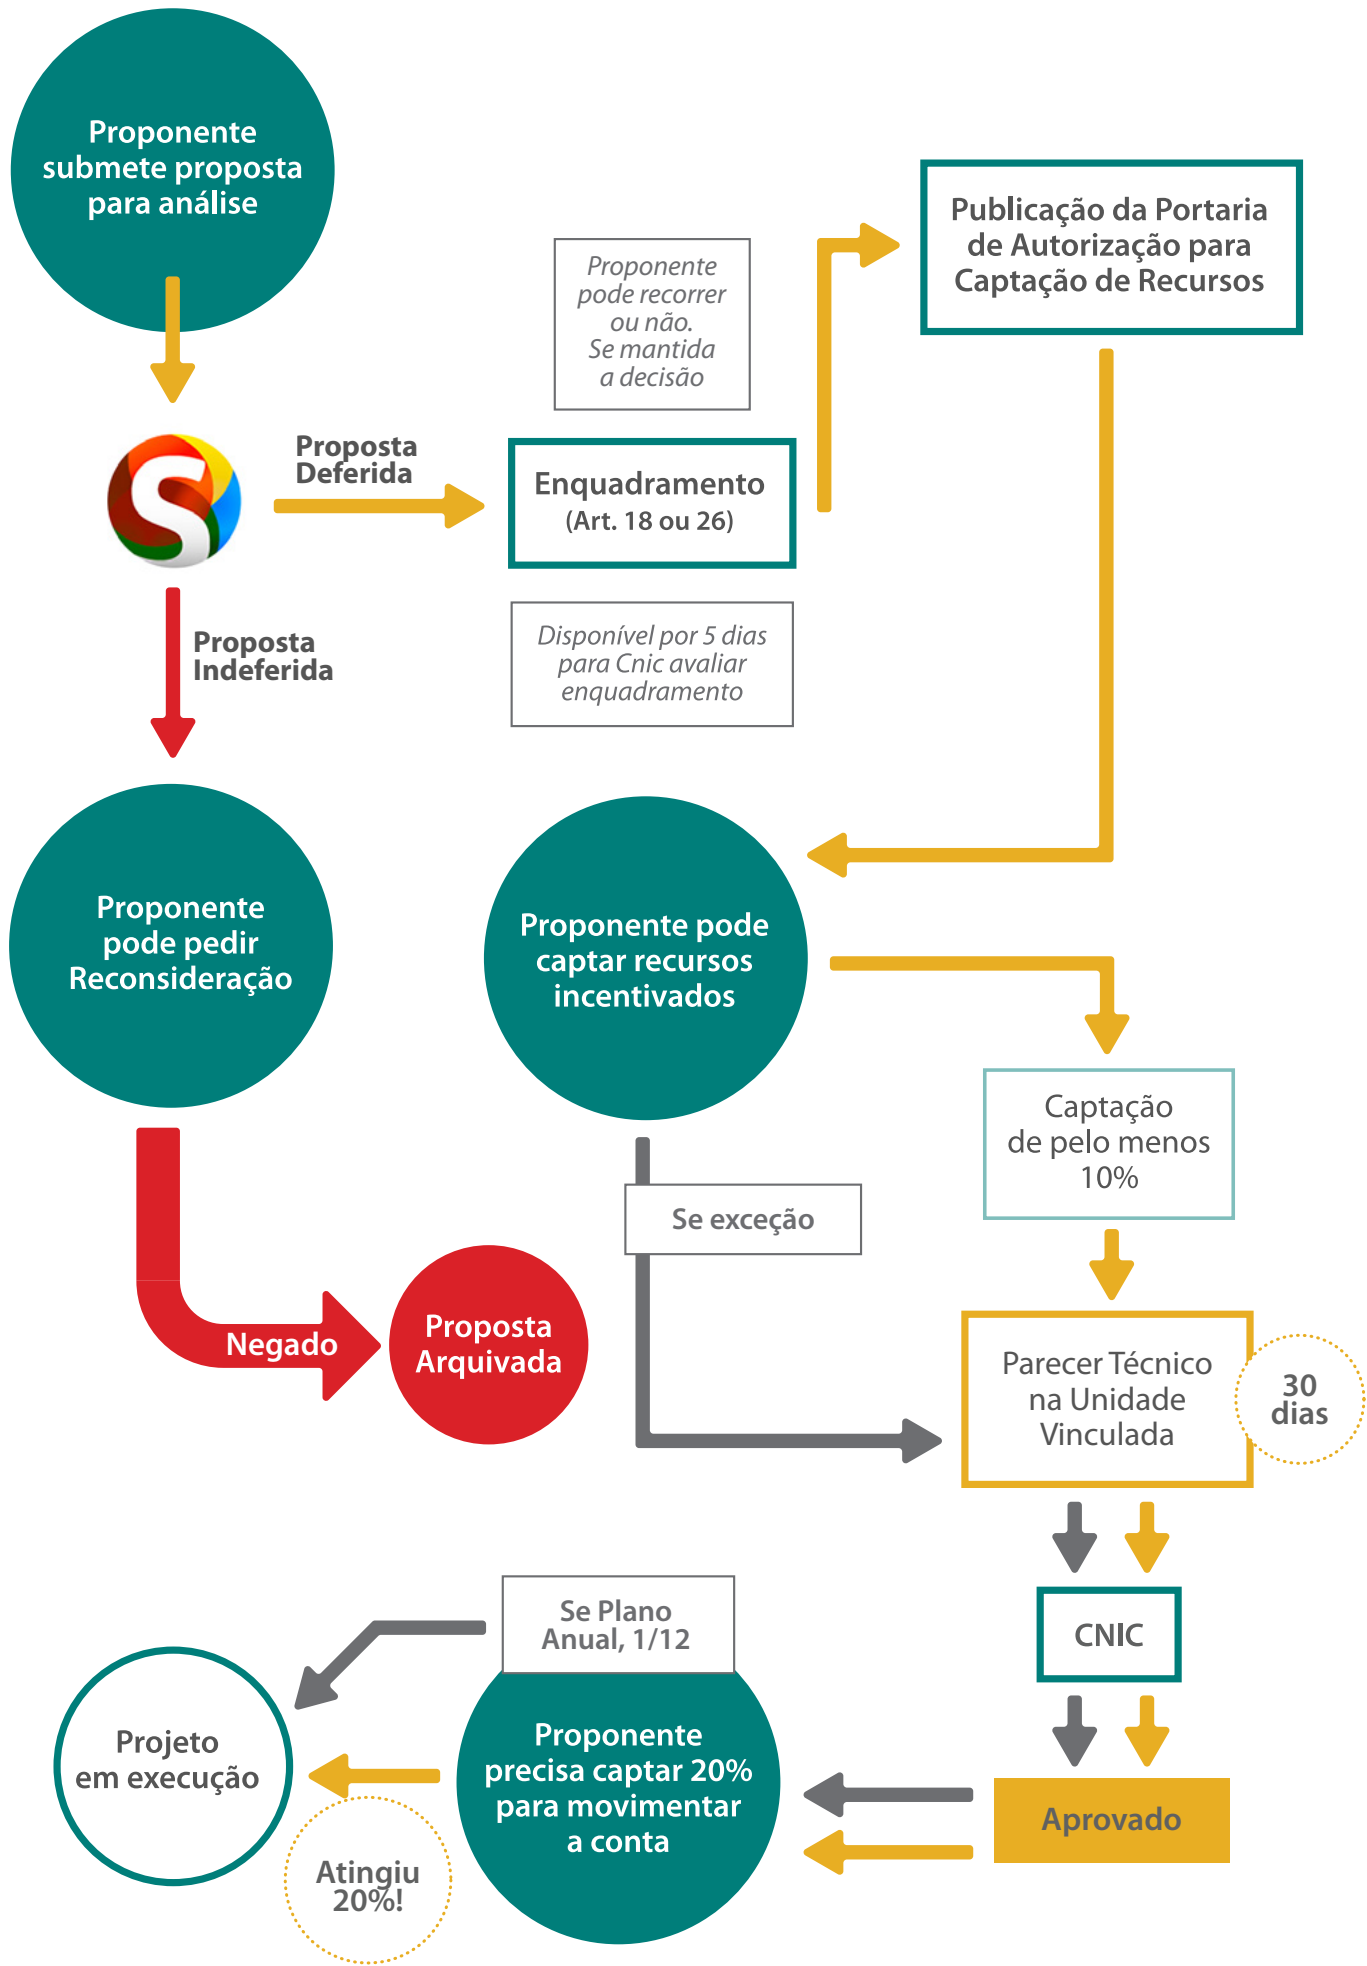 Proponente
submete proposta
para análise
Proponente
pode recorrer
ou não.
Se mantida
a decisão
Publicação da Portaria
de Autorização para
Captação de Recursos
S
Proposta
Deferida
Enquadramento
(Art. 18 ou 26)
Proposta
Indeferida
Disponível por 5 dias
para Cnic avaliar
enquadramento
Proponente
pode pedir
Reconsideração
Proponente pode
captar recursos
incentivados
Captação
de pelo menos
10%
Se exceção
Negado
Proposta
Arquivada
Parecer Técnico
na Unidade
Vinculada
30
dias
CNIC
Aprovado
Se Plano
Anual, 1/12
Proponente
precisa captar 20%
para movimentar
a conta
Atingiu
20%!
Projeto
em execução